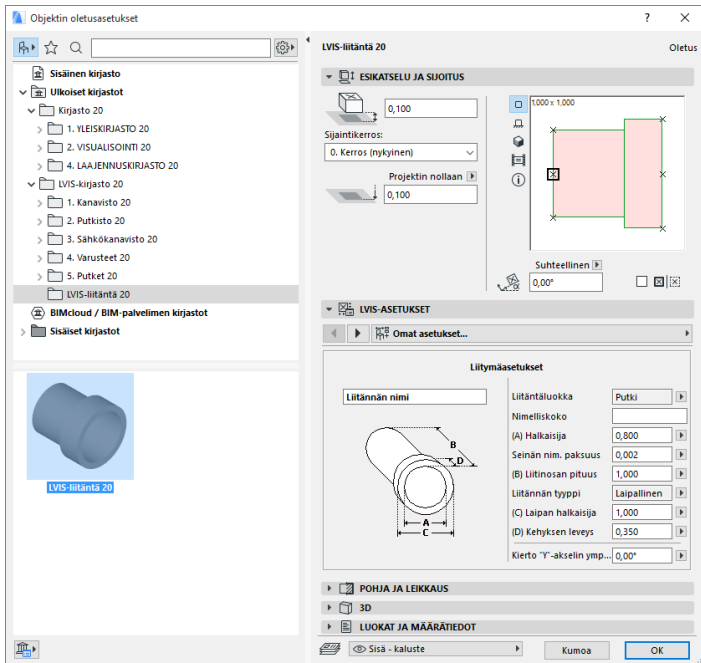 Objektin oletusasetukset
Sisäinen kirjasto
Ulkoiset kirjastot
Kirjasto 20
1. YLEISKIRJASTO 20
2. VISUALISOINTI 20
4. LAAJENNUSKIRJASTO 20
LVIS-kirjasto 20
1. Kanavisto 20
2. Putkisto 20
3. Sähkökanavisto 20
4. Varusteet 20
5. Putket 20
LVIS-liitäntä 20
BIMcloud / BIM-palvelimen kirjastot
Sisäiset kirjastot
LVIS-liitäntä 20
LVIS-liitäntä 20
Oletus
ESIKATSELU JA SIJOITUS
0,100
Sijaintikerros:
0. Kerros (nykyinen)
Projektin nollaan
0,100
1,000 x 1,000
Suhteellinen
0,00°
LVIS-ASETUKSET
Omat asetukset...
Liitymäasetukset
Liitännän nimi
B
D
A
C
Liitäntäluokka Putki
Nimelliskoko
(A) Halkaisija 0,800
Seinän nim. paksuus 0,002
(B) Liitinosan pituus 1,000
Liitännän tyyppi Laipallinen
(C) Laipan halkaisija 1,000
(D) Kehyksen leveys 0,350
Kierto "Y"-akselin ymp... 0,00°
POHJA JA LEIKKAUS
3D
LUOKAT JA MÄÄRÄTIEDOT
Sisä - kaluste
Kumoa
OK